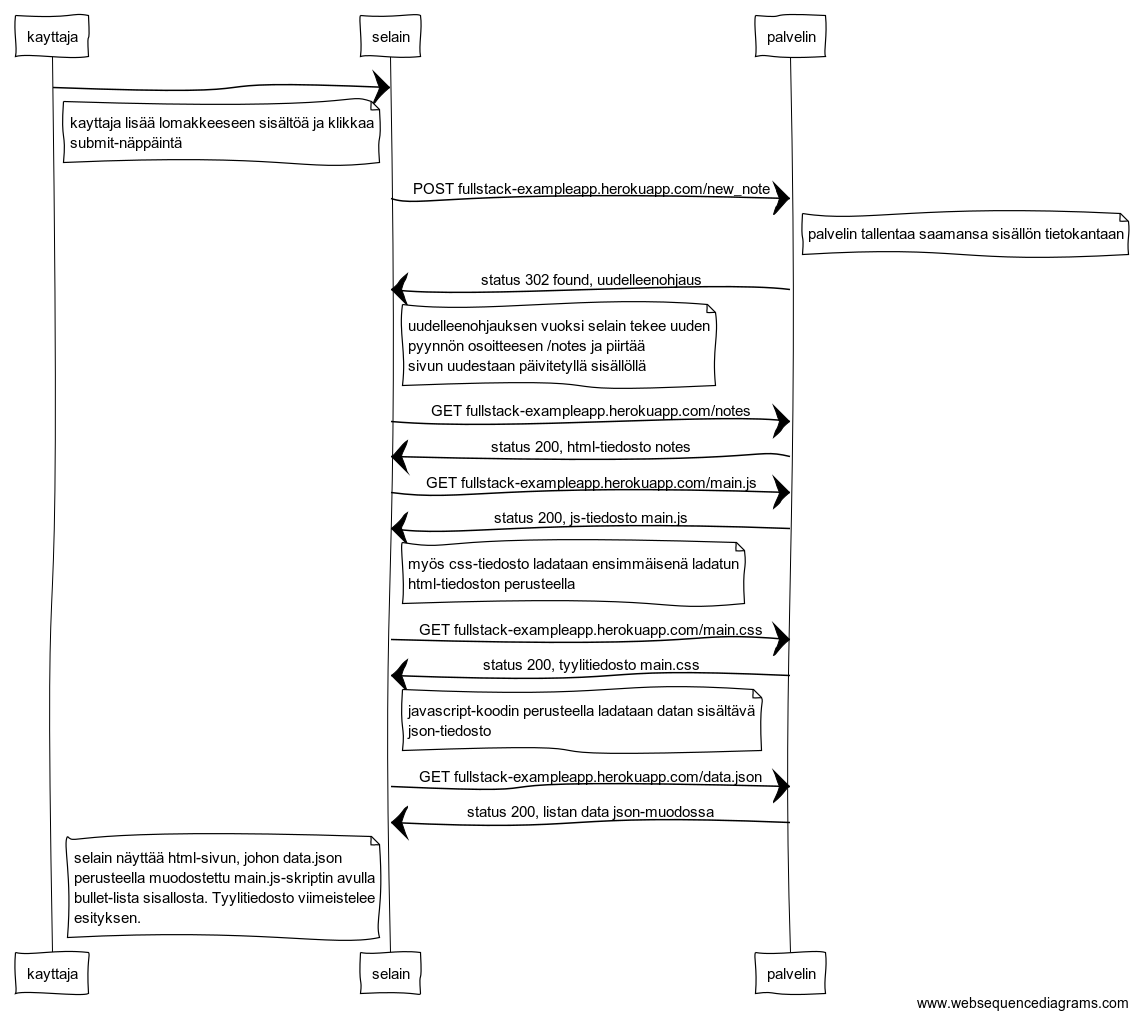 kayttaja
selain
palvelin
kayttaja lisää lomakkeeseen sisältöä ja klikkaa
submit-näppäintä
POST fullstack-exampleapp.herokuapp.com/new_note
palvelin tallentaa saamansa sisällön tietokantaan
status 302 found, uudelleenohjaus
uudelleenohjauksen vuoksi selain tekee uuden
pyynnön osoitteesen /notes ja piirtää
sivun uudestaan päivitetyllä sisällöllä
GET fullstack-exampleapp.herokuapp.com/notes
status 200, html-tiedosto notes
GET fullstack-exampleapp.herokuapp.com/main.js
status 200, js-tiedosto main.js
myös css-tiedosto ladataan ensimmäisenä ladatun
html-tiedoston perusteella
GET fullstack-exampleapp.herokuapp.com/main.css
status 200, tyylitiedosto main.css
javascript-koodin perusteella ladataan datan sisältävä
json-tiedosto
GET fullstack-exampleapp.herokuapp.com/data.json
status 200, listan data json-muodossa
selain näyttää html-sivun, johon data.json
perusteella muodostettu main.js-skriptin avulla
bullet-lista sisallosta. Tyylitiedosto viimeistelee
esityksen.
kayttaja
selain
palvelin
www.websequencediagrams.com